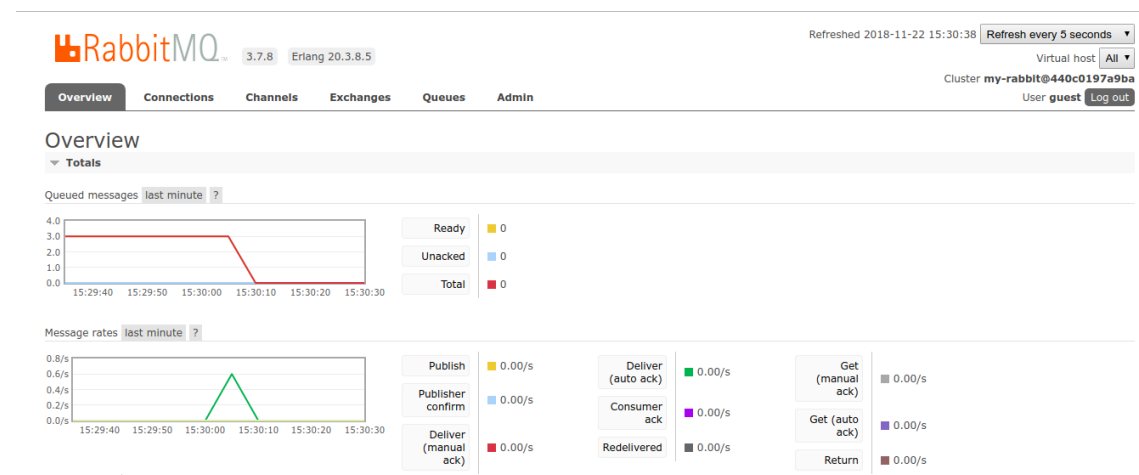 Refreshed 2018-11-22 15:30:38 Refresh every 5 seconds
RabbitMQ 3.7.8 Erlang 20.3.8.5
Virtual host All
Cluster my-rabbit@440c0197a9ba
User guest Log out
Overview Connections Channels Exchanges Queues Admin
Overview
Totals
Queued messages last minute ?
4.0
3.0
2.0
1.0
0.0
15:29:40 15:29:50 15:30:00 15:30:10 15:30:20 15:30:30
Ready 0
Unacked 0
Total 0
Message rates last minute ?
0.8/s
0.6/s
0.4/s
0.2/s
0.0/s
15:29:40 15:29:50 15:30:00 15:30:10 15:30:20 15:30:30
Publish 0.00/s
Publisher
confirm 0.00/s
Deliver
(manual
ack) 0.00/s
Deliver
(auto ack) 0.00/s
Consumer
ack 0.00/s
Redelivered 0.00/s
Get
(manual
ack) 0.00/s
Get (auto
ack) 0.00/s
Return 0.00/s